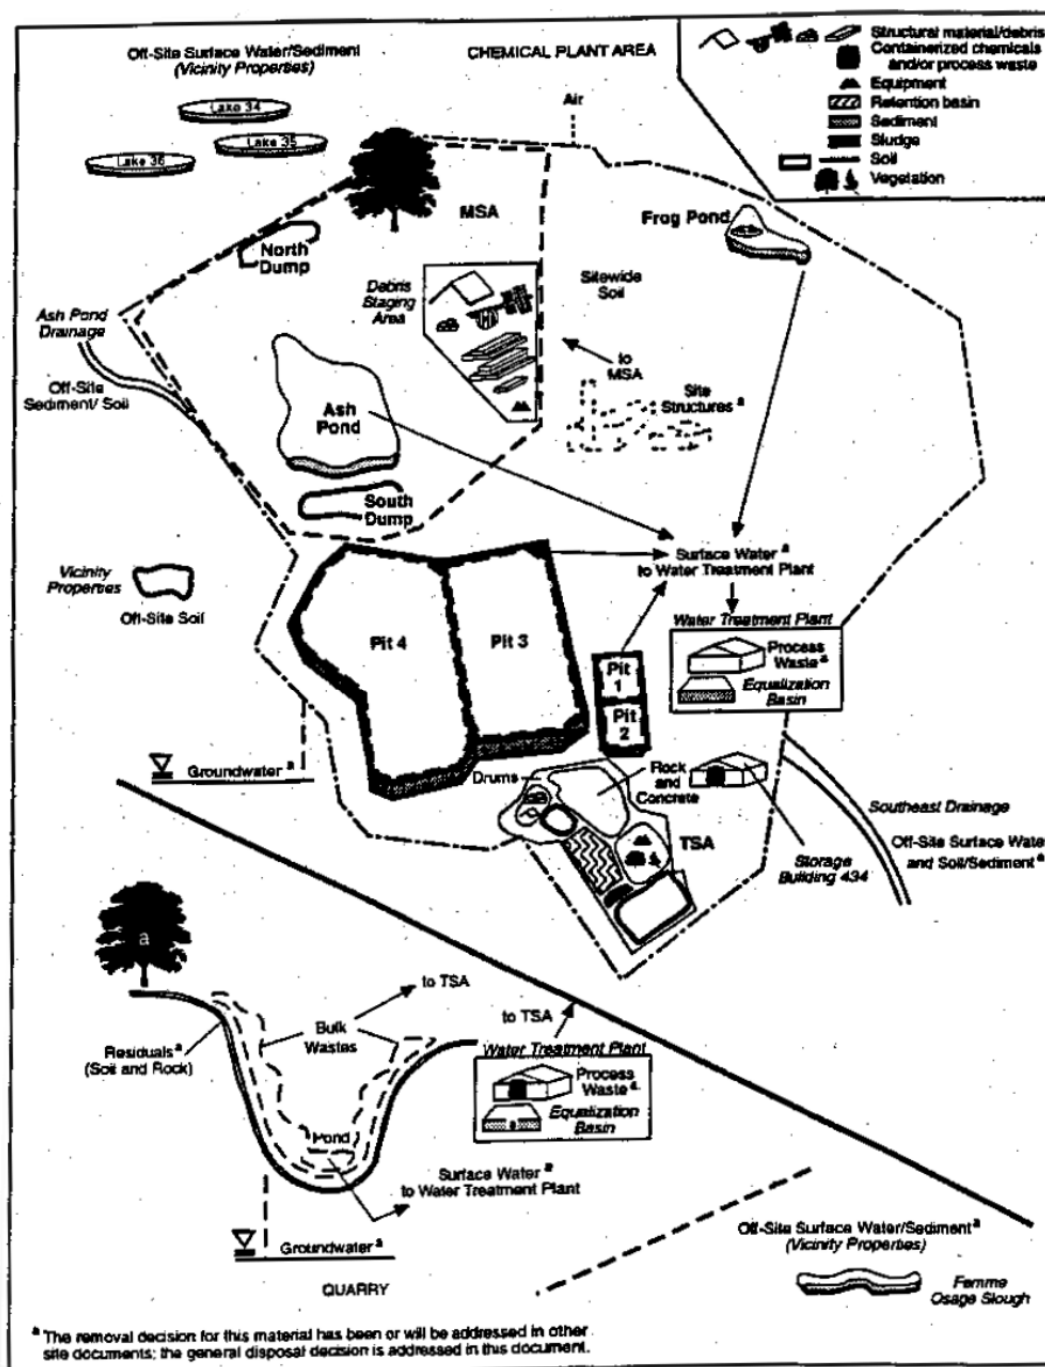 Off-Site Surface Water/Sediment
(Vicinity Properties)
CHEMICAL PLANT AREA
Structural material/debris
Containerized chemicals
and/or process waste
Equipment
Retention basin
Sediment
Sludge
Soil
Vegetation
Lake 34
Lake 35
Lake 36
Air
MSA
North
Dump
Frog Pond
Debris
Staging
Area
Sitewide
Soil
Ash Pond
Drainage
Off-Site
Sediment/ Soil
to
MSA
Site
Structures a
Ash
Pond
South
Dump
Surface Water a
to Water Treatment Plant
Vicinity
Properties
Off-Site Soil
Water Treatment Plant
Process
Waste a
Equalization
Basin
Pit 4
Pit 3
Pit
1
Pit
2
Groundwater a
Drums
Rock
and
Concrete
TSA
Storage
Building 434
Southeast Drainage
Off-Site Surface Water
and Soil/Sediment a
a
to TSA
Bulk
Wastes
Residuals a
(Soil and Rock)
Pond
to TSA
Water Treatment Plant
Process
Waste a
Equalization
Basin
a
Surface Water a
to Water Treatment Plant
Groundwater a
QUARRY
Off-Site Surface Water/Sediment a
(Vicinity Properties)
Femme
Osage Slough
a The removal decision for this material has been or will be addressed in other
site documents; the general disposal decision is addressed in this document.